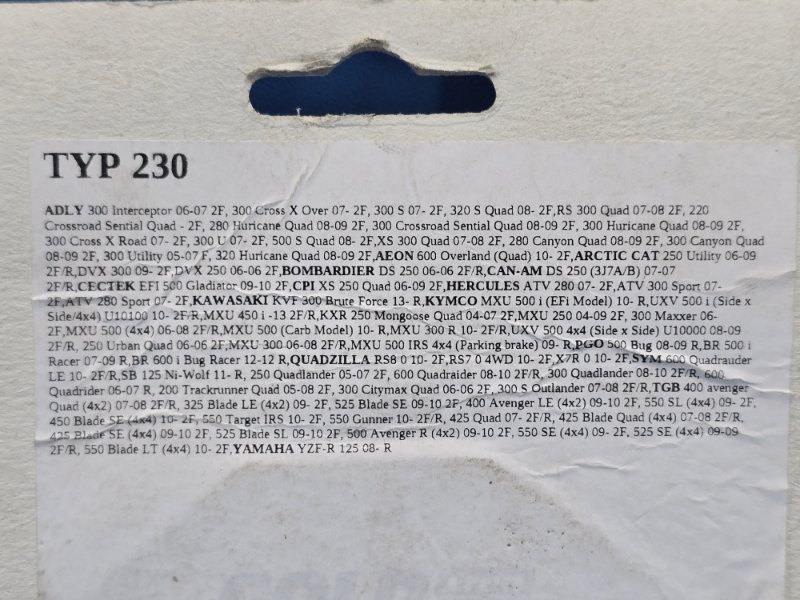 TYP 230
ADLY 300 Interceptor 06-07 2F, 300 Cross X Over 07- 2F, 300 S 07- 2F, 320 S Quad 08- 2F,RS 300 Quad 07-08 2F, 220
Crossroad Sential Quad - 2F, 280 Huricane Quad 08-09 2F, 300 Crossroad Sential Quad 08-09 2F, 300 Huricane Quad 08-09 2F,
300 Cross X Road 07- 2F, 300 U 07- 2F, 500 S Quad 08- 2F,XS 300 Quad 07-08 2F, 280 Canyon Quad 08-09 2F, 300 Canyon Quad
08-09 2F, 300 Utility 05-07 F, 320 Huricane Quad 08-09 2F,AEON 600 Overland (Quad) 10- 2F,ARCTIC CAT 250 Utility 06-09
2F/R,DVX 300 09- 2F,DVX 250 06-06 2F,BOMBARDIER DS 250 06-06 2F/R,CAN-AM DS 250 (3J7A/B) 07-07
2F/R,CECTEK EFI 500 Gladiator 09-10 2F,CPI XS 250 Quad 06-09 2F,HERCULES ATV 280 07- 2F,ATV 300 Sport 07-
2F,ATV 280 Sport 07- 2F,KAWASAKI KVF 300 Brute Force 13- R,KYMCO MXU 500 i (EFi Model) 10- R,UXV 500 i (Side x
Side/4x4) U10100 10- 2F/R,MXU 450 i -13 2F/R,KXR 250 Mongoose Quad 04-07 2F,MXU 250 04-09 2F, 300 Maxxer 06-
2F,MXU 500 (4x4) 06-08 2F/R,MXU 500 (Carb Model) 10- R,MXU 300 R 10- 2F/R,UXV 500 4x4 (Side x Side) U10000 08-09
2F/R, 250 Urban Quad 06-06 2F,MXU 300 06-08 2F/R,MXU 500 IRS 4x4 (Parking brake) 09- R,PGO 500 Bug 08-09 R,BR 500 i
Racer 07-09 R,BR 600 i Bug Racer 12-12 R,QUADZILLA RS8 0 10- 2F,RS7 0 4WD 10- 2F,X7R 0 10- 2F,SYM 600 Quadrauder
LE 10- 2F/R,SB 125 Ni-Wolf 11- R, 250 Quadlander 05-07 2F, 600 Quadraider 08-10 2F/R, 300 Quadlander 08-10 2F/R, 600
Quadrider 06-07 R, 200 Trackrunner Quad 05-08 2F, 300 Citymax Quad 06-06 2F, 300 S Outlander 07-08 2F/R,TGB 400 avenger
Quad (4x2) 07-08 2F/R, 325 Blade LE (4x2) 09- 2F, 525 Blade SE 09-10 2F, 400 Avenger LE (4x2) 09-10 2F, 550 SL (4x4) 09- 2F,
450 Blade SE (4x4) 10- 2F, 550 Target IRS 10- 2F, 550 Gunner 10- 2F/R, 425 Quad 07- 2F/R, 425 Blade Quad (4x4) 07-08 2F/R,
425 Blade SE (4x4) 09-10 2F, 525 Blade SL 09-10 2F, 500 Avenger R (4x2) 09-10 2F, 550 SE (4x4) 09- 2F, 525 SE (4x4) 09-09
2F/R, 550 Blade LT (4x4) 10- 2F,YAMAHA YZF-R 125 08- R